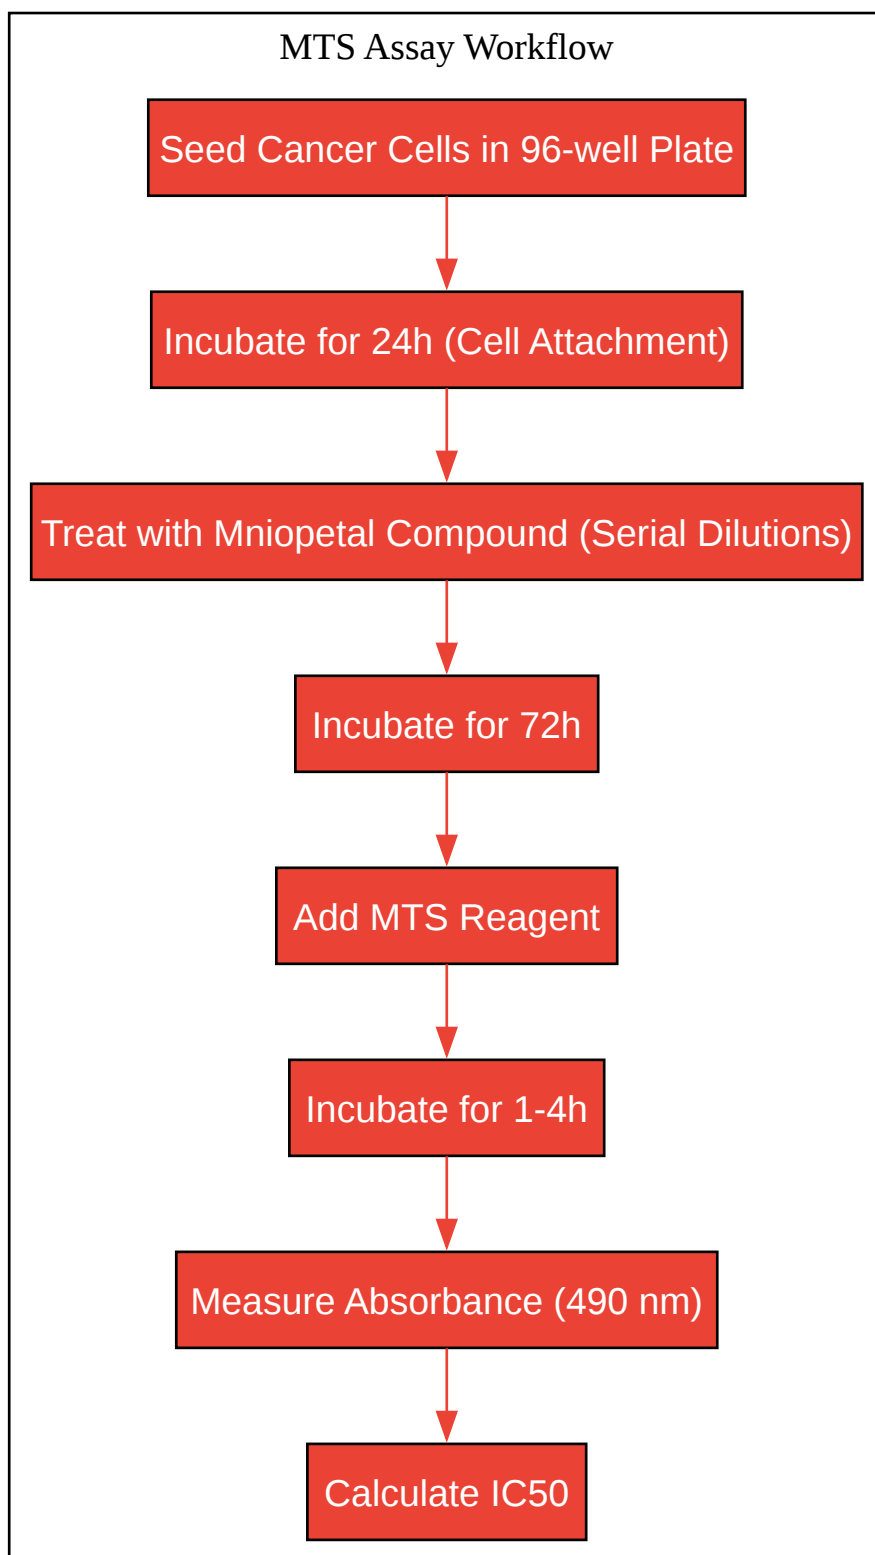 MTS Assay Workflow
Seed Cancer Cells in 96-well Plate
Incubate for 24h (Cell Attachment)
Treat with Mniopetal Compound (Serial Dilutions)
Incubate for 72h
Add MTS Reagent
Incubate for 1-4h
Measure Absorbance (490 nm)
Calculate IC50